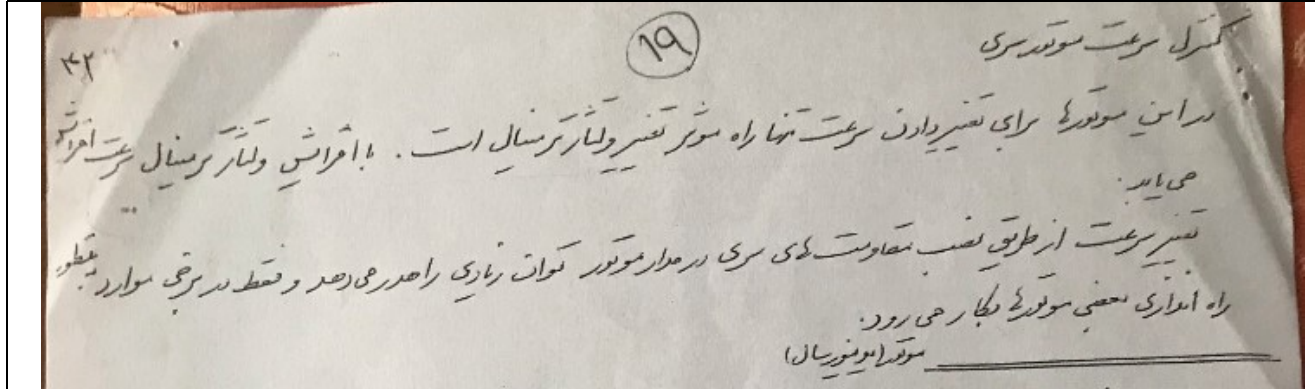 ۱۹
۴۲
کنترل سرعت موتور سری
در این موتورها برای تغییر دادن سرعت تنها راه موثر تغییر ولتاژ ترمینال است. با افزایش ولتاژ ترمینال سرعت افزایش
می یابد.
تغییر سرعت از طریق نصب مقاومت های سری در مدار موتور توان زیادی را هدر می دهد و فقط در برخی موارد بمنظور
راه اندازی بعضی موتورها بکار می رود.
موتور (یونیورسال)